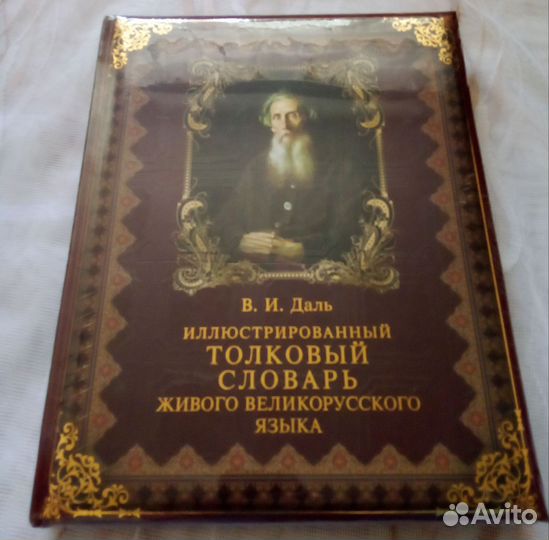 В. И. Даль
ИЛЛЮСТРИРОВАННЫЙ
ТОЛКОВЫЙ
СЛОВАРЬ
ЖИВОГО ВЕЛИКОРУССКОГО
ЯЗЫКА
Avito